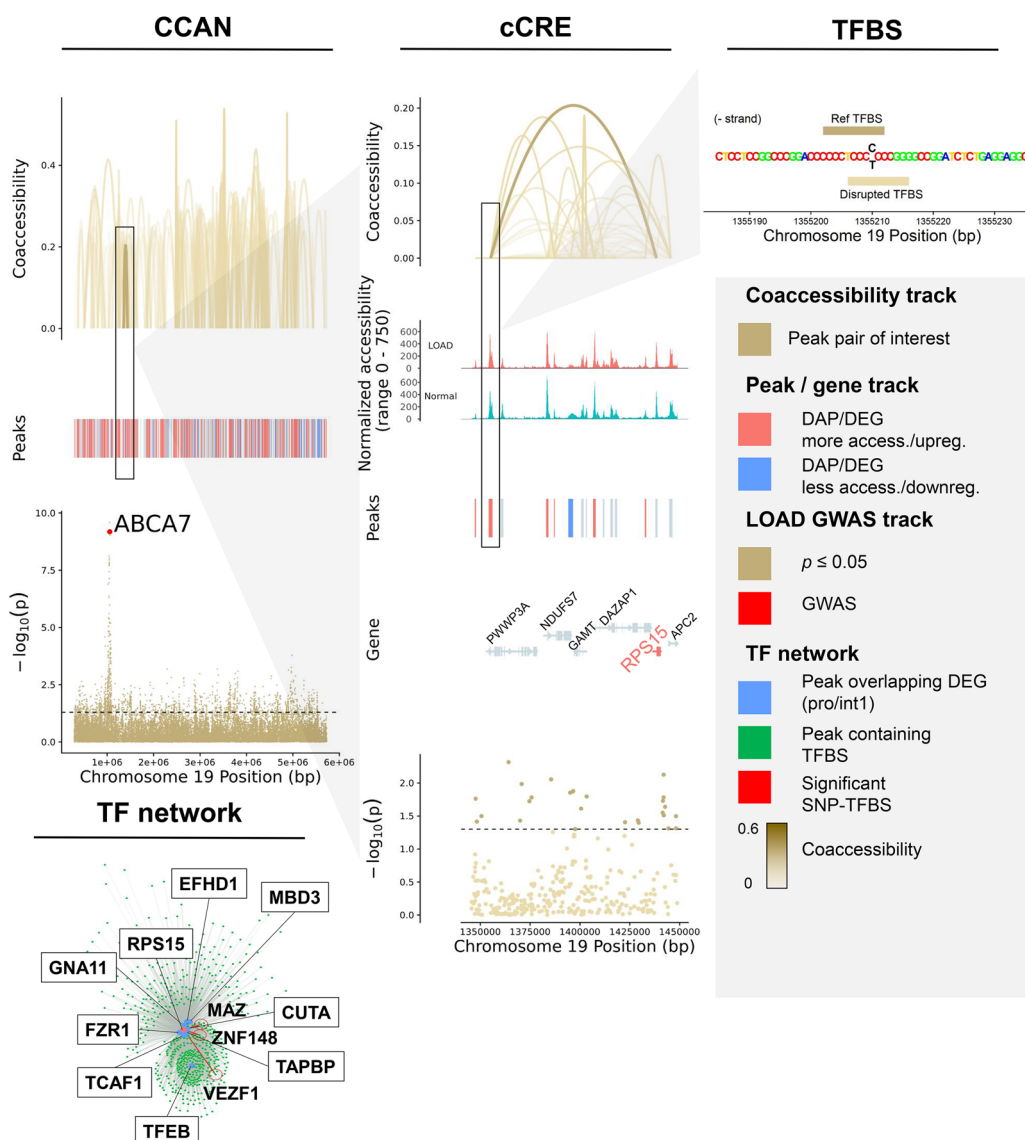 CCAN
Coaccessibility
0.4
0.2
0.0
Peaks
ABCA7
− log10(p)
10.0
7.5
5.0
2.5
0.0
1e+06 2e+06 3e+06 4e+06 5e+06 6e+06
Chromosome 19 Position (bp)
TF network
EFHD1
MBD3
RPS15
GNA11
MAZ
CUTA
FZR1
ZNF148
TAPBP
TCAF1
VEZF1
TFEB
cCRE
Coaccessibility
0.20
0.15
0.10
0.05
0.00
Normalized accessibility
(range 0 - 750)
LOAD
600
400
200
0
Normal
600
400
200
0
Peaks
Gene
PWWP3A
NDUFS7
GAMT
DAZAP1
RPS15
APC2
− log10(p)
2.0
1.5
1.0
0.5
0.0
1350000 1375000 1400000 1425000 1450000
Chromosome 19 Position (bp)
TFBS
(- strand)
Ref TFBS
C
CTCCTCCGGCCCGGACCCCCCTCCC CCCGGGGCCGGATCTCTGAGGAGGC
T
Disrupted TFBS
1355190 1355200 1355210 1355220 1355230
Chromosome 19 Position (bp)
Coaccessibility track
Peak pair of interest
Peak / gene track
DAP/DEG
more access./upreg.
DAP/DEG
less access./downreg.
LOAD GWAS track
p ≤ 0.05
GWAS
TF network
Peak overlapping DEG
(pro/int1)
Peak containing
TFBS
Significant
SNP-TFBS
0.6
0
Coaccessibility